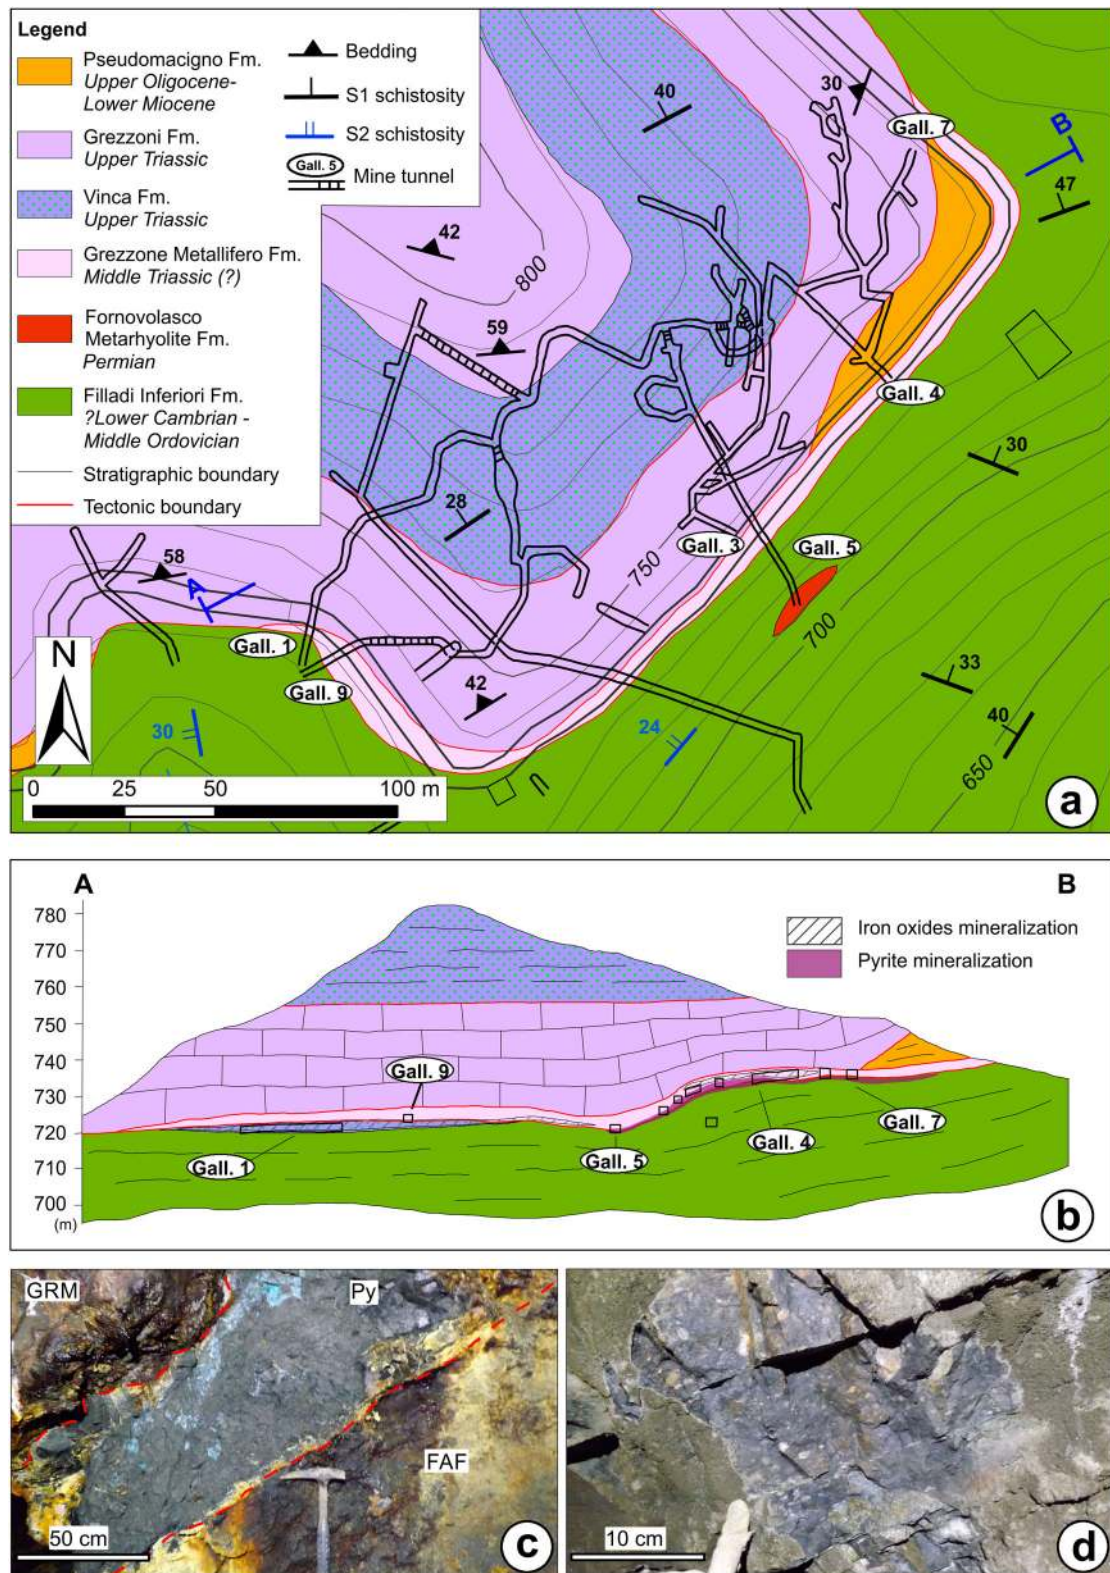 Legend
Pseudomacigno Fm.
Upper Oligocene-
Lower Miocene
Grezzoni Fm.
Upper Triassic
Vinca Fm.
Upper Triassic
Grezzone Metallifero Fm.
Middle Triassic (?)
Fornovolasco
Metarhyolite Fm.
Permian
Filladi Inferiori Fm.
?Lower Cambrian -
Middle Ordovician
Stratigraphic boundary
Tectonic boundary
Bedding
S1 schistosity
S2 schistosity
Gall. 5
Mine tunnel
40
30
Gall. 7
B
47
42
800
59
Gall. 4
30
28
Gall. 3
750
Gall. 5
700
58
A
Gall. 1
Gall. 9
42
33
40
24
30
650
N
0 25 50 100 m
a
A
B
780
770
760
750
740
730
720
710
700
(m)
Iron oxides mineralization
Pyrite mineralization
Gall. 9
Gall. 1
Gall. 5
Gall. 4
Gall. 7
b
GRM
Py
FAF
50 cm
c
10 cm
d